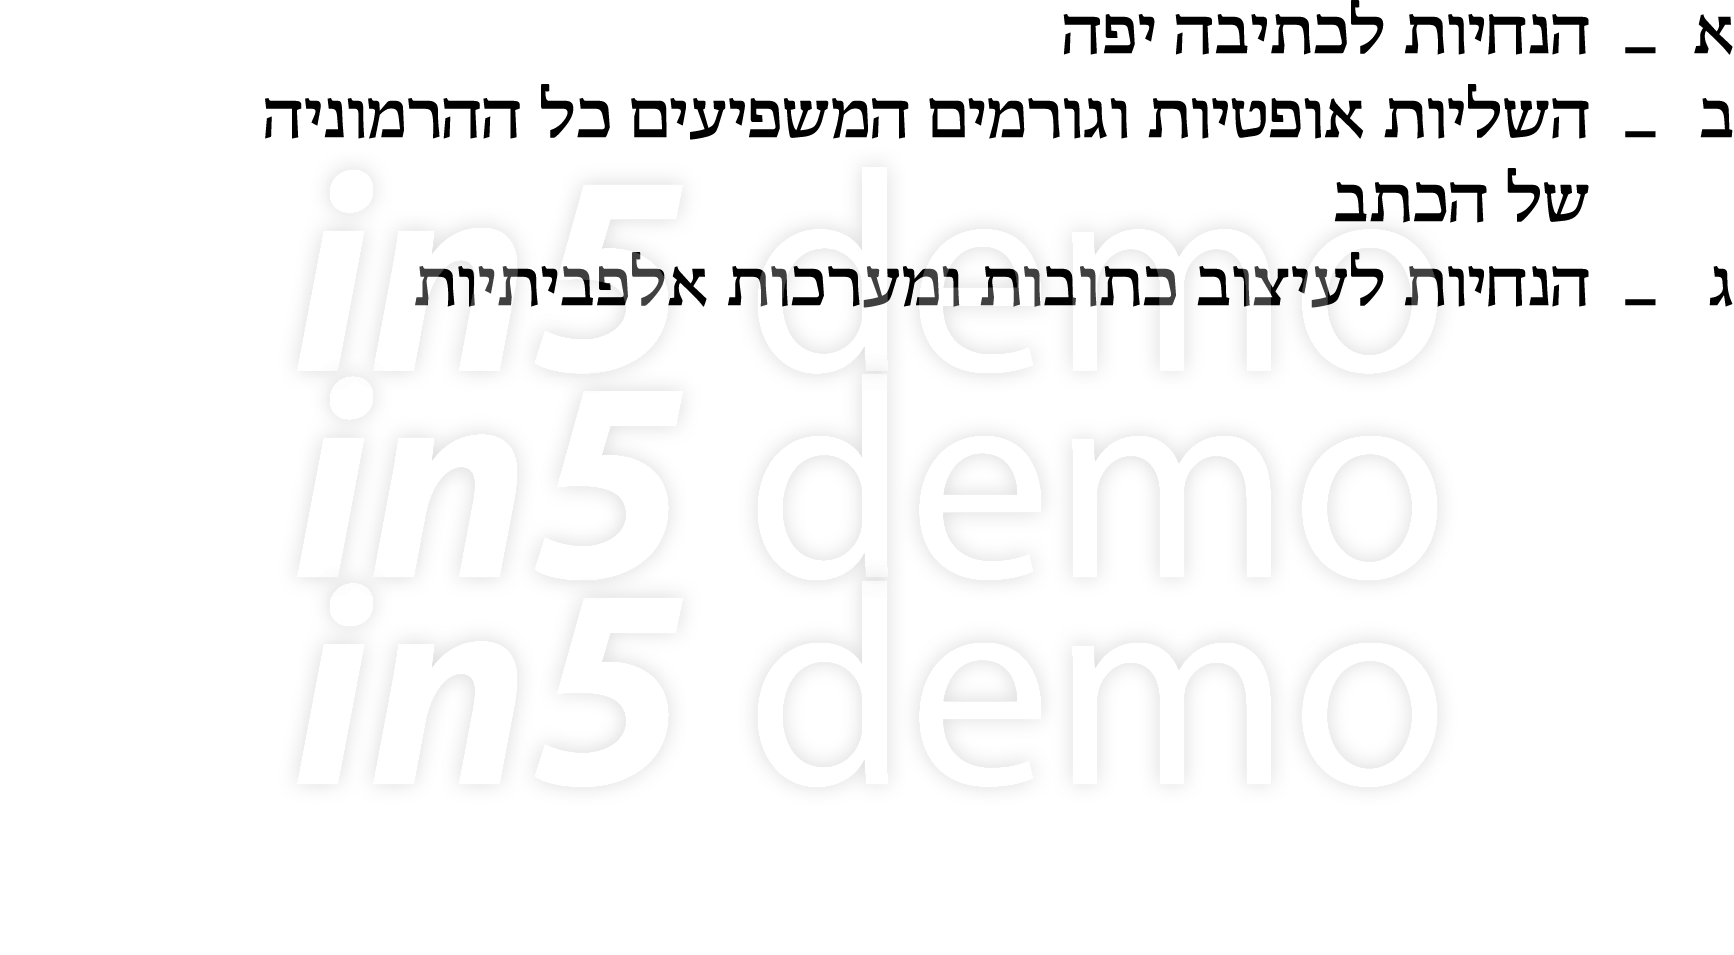 א – הנחיות לכתיבה יפה
ב – השליות אופטיות וגורמים המשפיעים כל ההרמוניה
של הכתב
ג – הנחיות לעיצוב כתובות ומערכות אלפביתיות
in5 demo
in5 demo
in5 demo